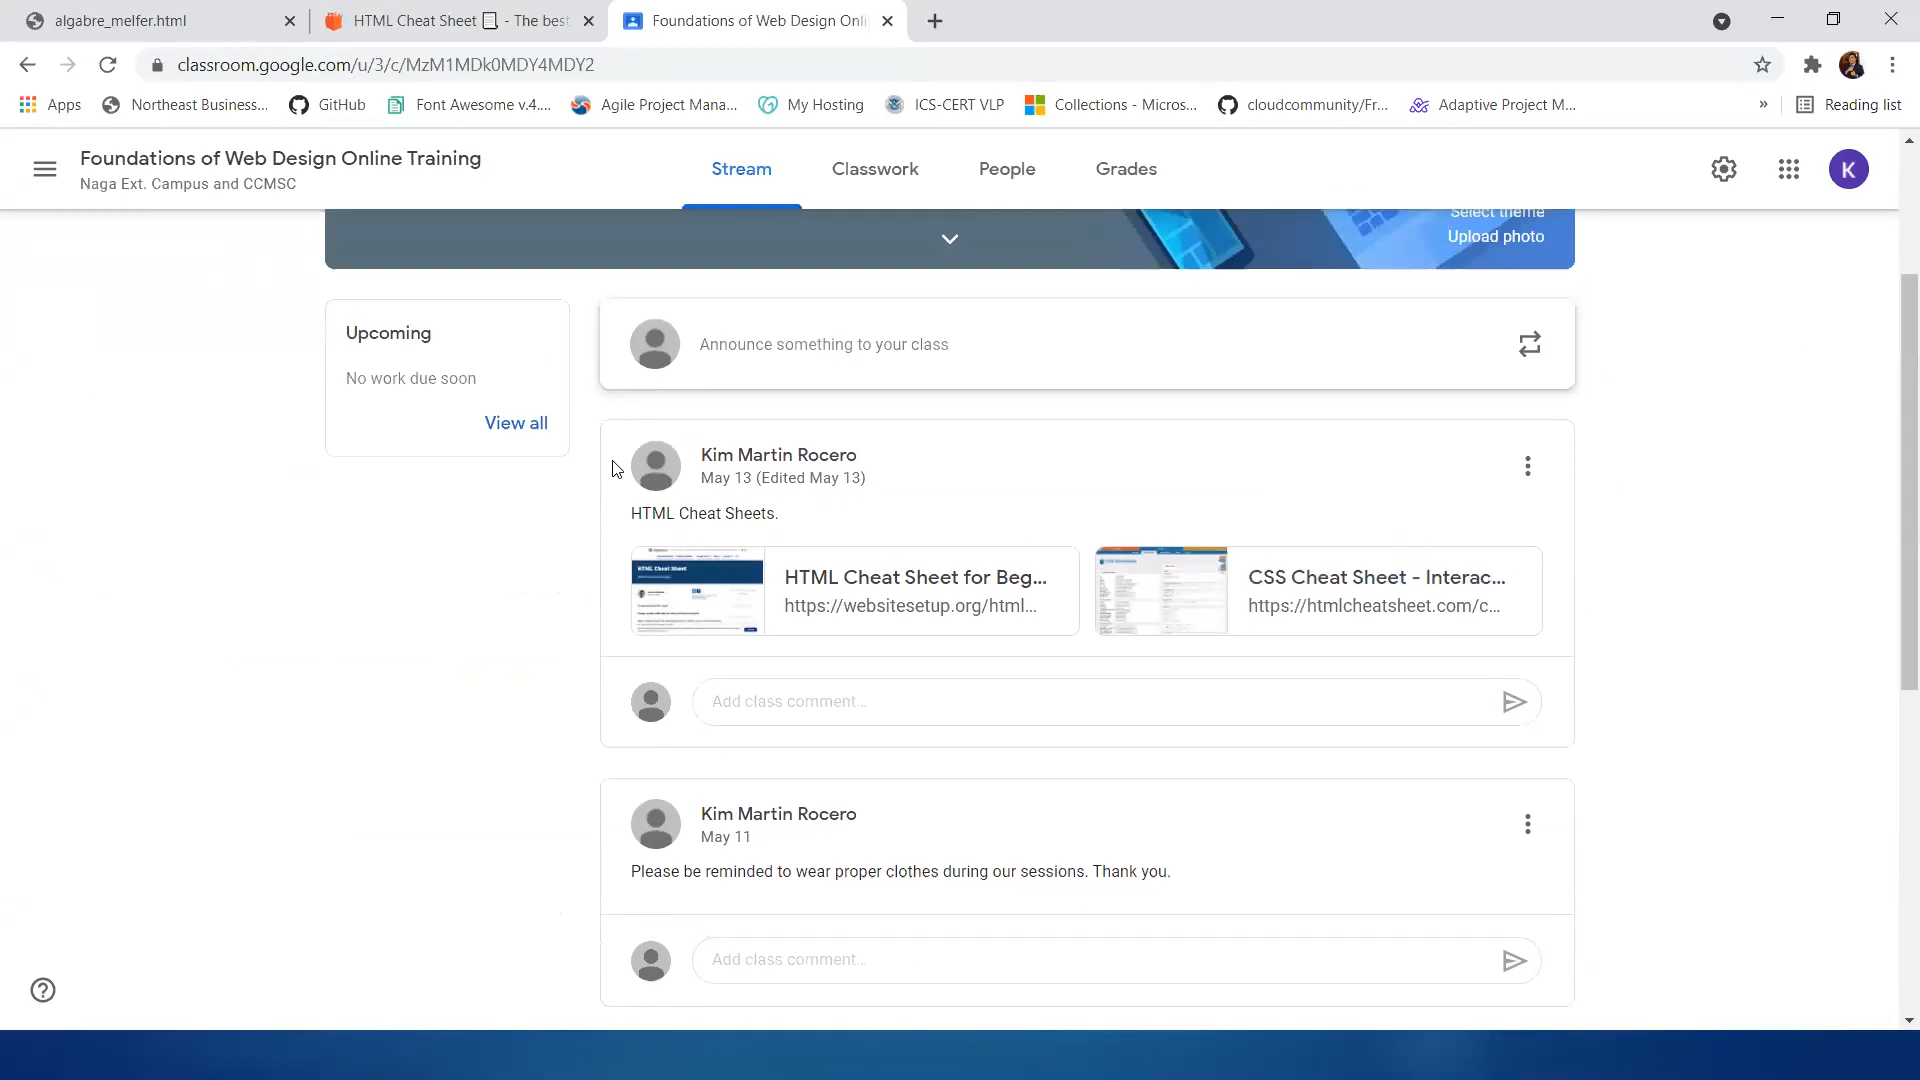 algabre_melfer.html
HTML Cheat Sheet - The best
Foundations of Web Design Onli
classroom.google.com/u/3/c/MzM1MDk0MDY4MDY2
Apps
Northeast Business...
GitHub
Font Awesome v.4....
Agile Project Mana...
My Hosting
ICS-CERT VLP
Collections - Micros...
cloudcommunity/Fr...
Adaptive Project M...
»
Reading list
Foundations of Web Design Online Training
Naga Ext. Campus and CCMSC
Stream
Classwork
People
Grades
K
Select theme
Upload photo
Upcoming
No work due soon
View all
Announce something to your class
Kim Martin Rocero
May 13 (Edited May 13)
HTML Cheat Sheets.
HTML Cheat Sheet
HTML Cheat Sheet for Beg...
https://websitesetup.org/html...
CSS Cheat Sheet - Interac...
https://htmlcheatsheet.com/c...
Add class comment...
Kim Martin Rocero
May 11
Please be reminded to wear proper clothes during our sessions. Thank you.
Add class comment...